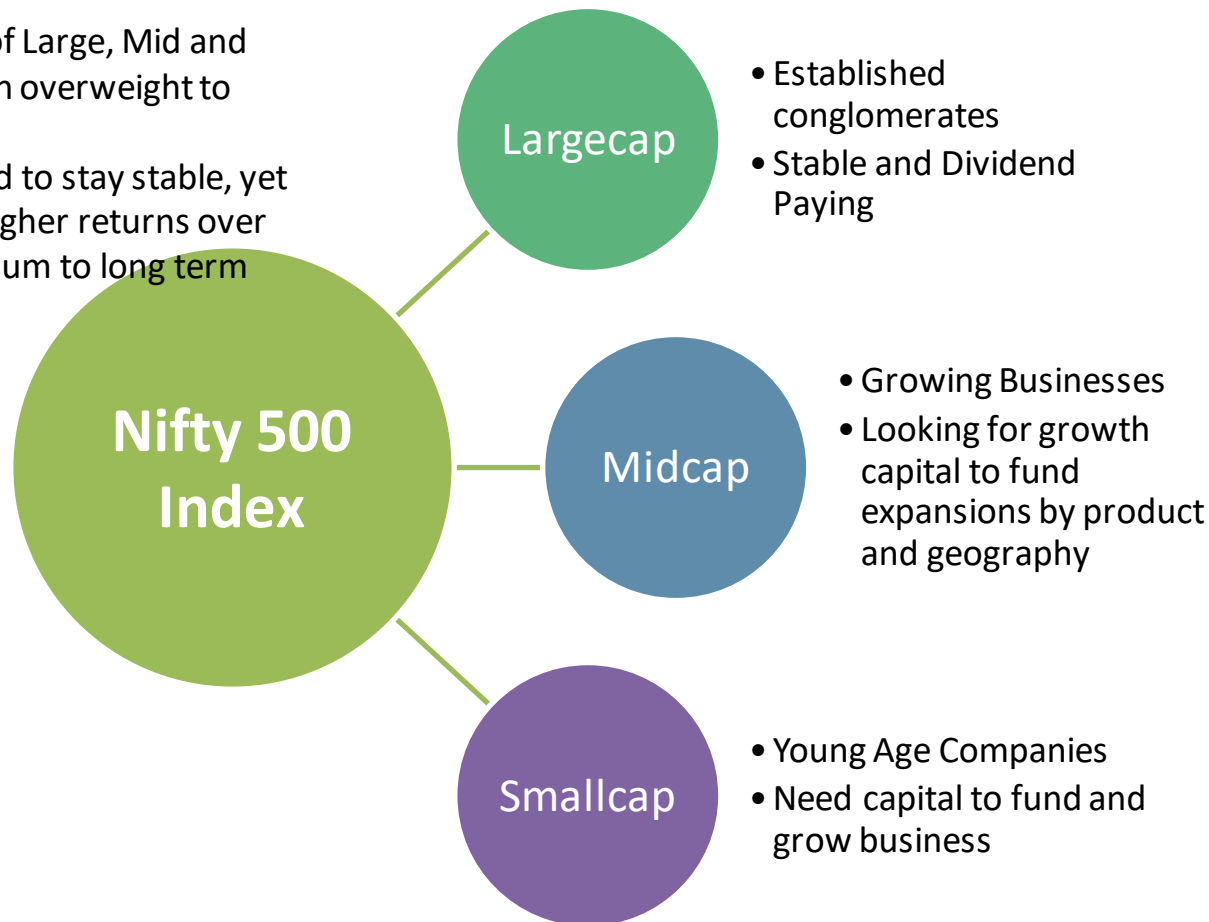 of Large, Mid and
overweight to
to stay stable, yet
gher returns over
um to long term
Nifty 500
Index
Largecap
• Established
conglomerates
• Stable and Dividend
Paying
Midcap
• Growing Businesses
• Looking for growth
capital to fund
expansions by product
and geography
Smallcap
• Young Age Companies
• Need capital to fund and
grow business